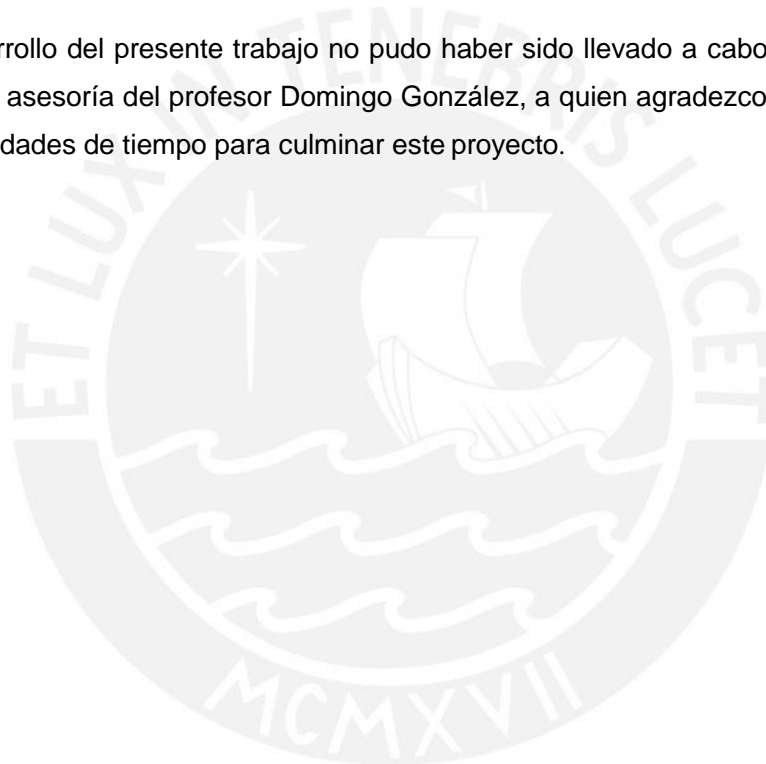 rrollo del presente trabajo no pudo haber sido llevado a cabo
asesoría del profesor Domingo González, a quien agradezco
dades de tiempo para culminar este proyecto.
ET LUX IN TENEBRIS LUCET
MCMXVII